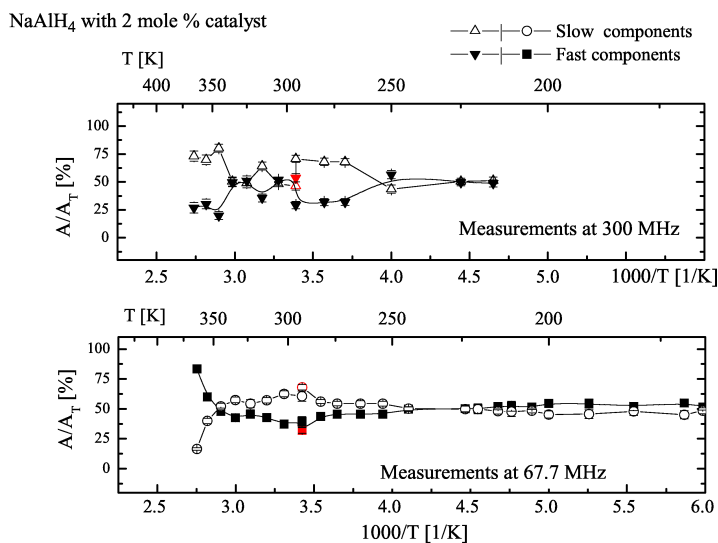 NaAlH4 with 2 mole % catalyst
Slow components
Fast components
T [K]
400 350 300 250 200
100
75
50
25
0
A/AT [%]
Measurements at 300 MHz
2.5 3.0 3.5 4.0 4.5 5.0 1000/T [1/K]
T [K] 350 300 250 200
100
75
50
25
0
A/AT [%]
Measurements at 67.7 MHz
2.5 3.0 3.5 4.0 4.5 5.0 5.5 6.0
1000/T [1/K]